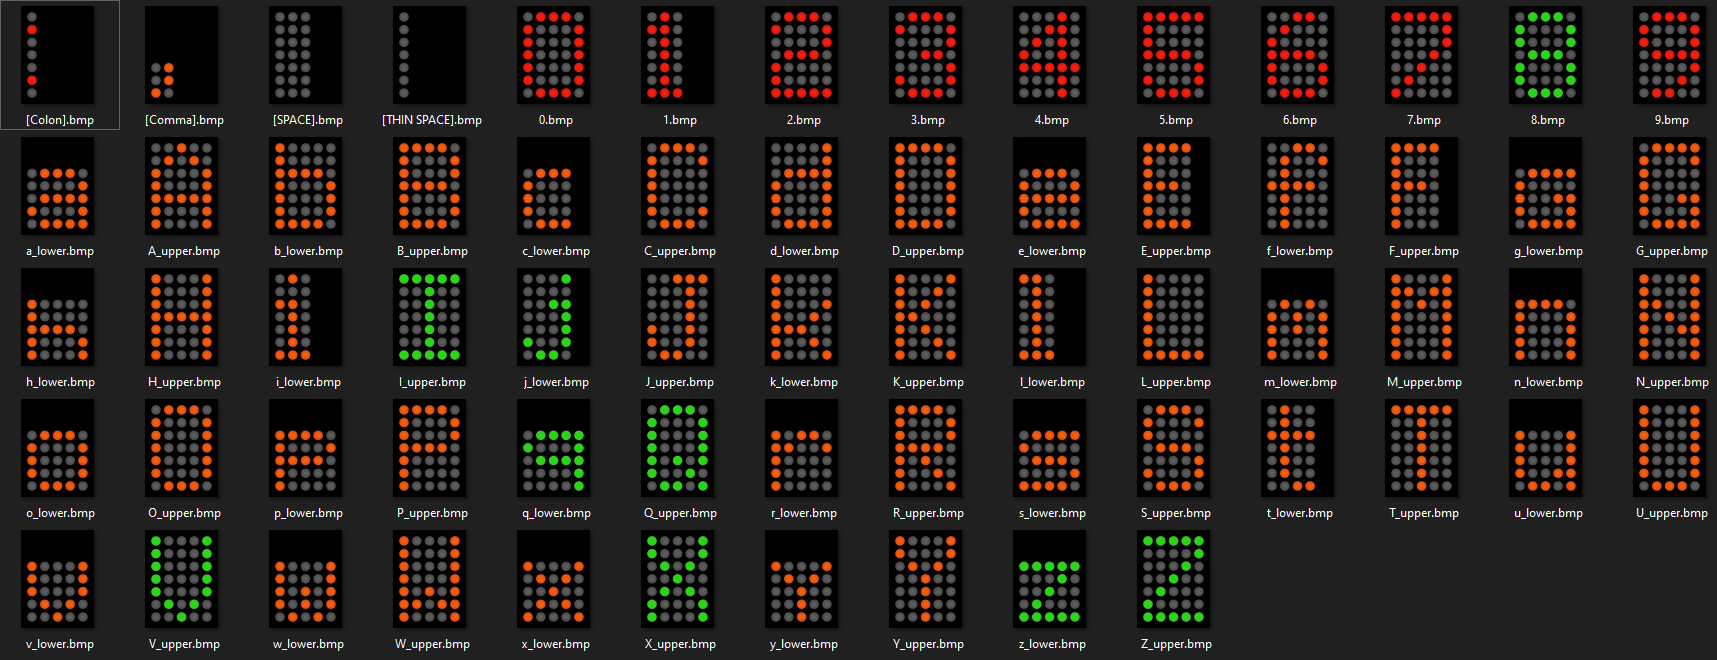 [Colon].bmp [Comma].bmp [SPACE].bmp [THIN SPACE].bmp 0.bmp 1.bmp 2.bmp 3.bmp 4.bmp 5.bmp 6.bmp 7.bmp 8.bmp 9.bmp
a_lower.bmp A_upper.bmp b_lower.bmp B_upper.bmp c_lower.bmp C_upper.bmp d_lower.bmp D_upper.bmp e_lower.bmp E_upper.bmp f_lower.bmp F_upper.bmp g_lower.bmp G_upper.bmp
h_lower.bmp H_upper.bmp i_lower.bmp I_upper.bmp j_lower.bmp J_upper.bmp k_lower.bmp K_upper.bmp l_lower.bmp L_upper.bmp m_lower.bmp M_upper.bmp n_lower.bmp N_upper.bmp
o_lower.bmp O_upper.bmp p_lower.bmp P_upper.bmp q_lower.bmp Q_upper.bmp r_lower.bmp R_upper.bmp s_lower.bmp S_upper.bmp t_lower.bmp T_upper.bmp u_lower.bmp U_upper.bmp
v_lower.bmp V_upper.bmp w_lower.bmp W_upper.bmp x_lower.bmp X_upper.bmp y_lower.bmp Y_upper.bmp z_lower.bmp Z_upper.bmp